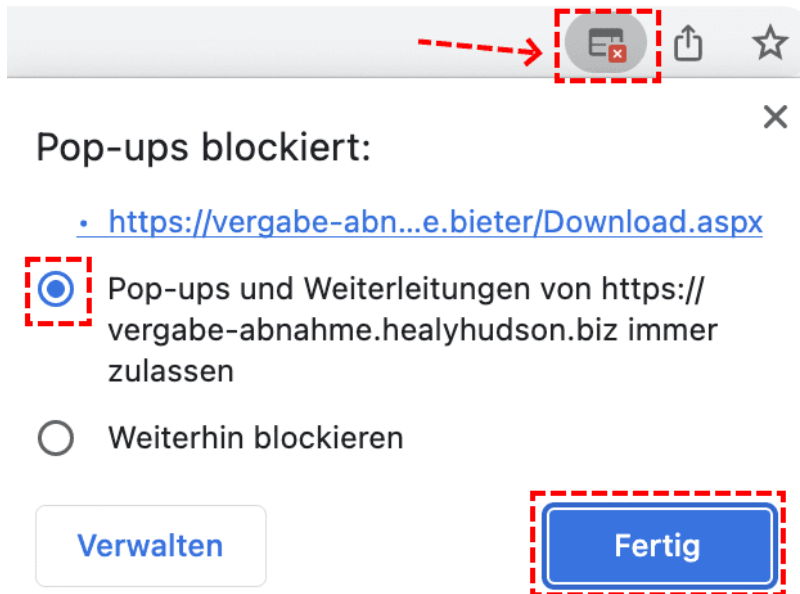 Pop-ups blockiert:
• https://vergabe-abn...e.bieter/Download.aspx
Pop-ups und Weiterleitungen von https://
vergabe-abnahme.healyhudson.biz immer
zulassen
Weiterhin blockieren
Verwalten
Fertig